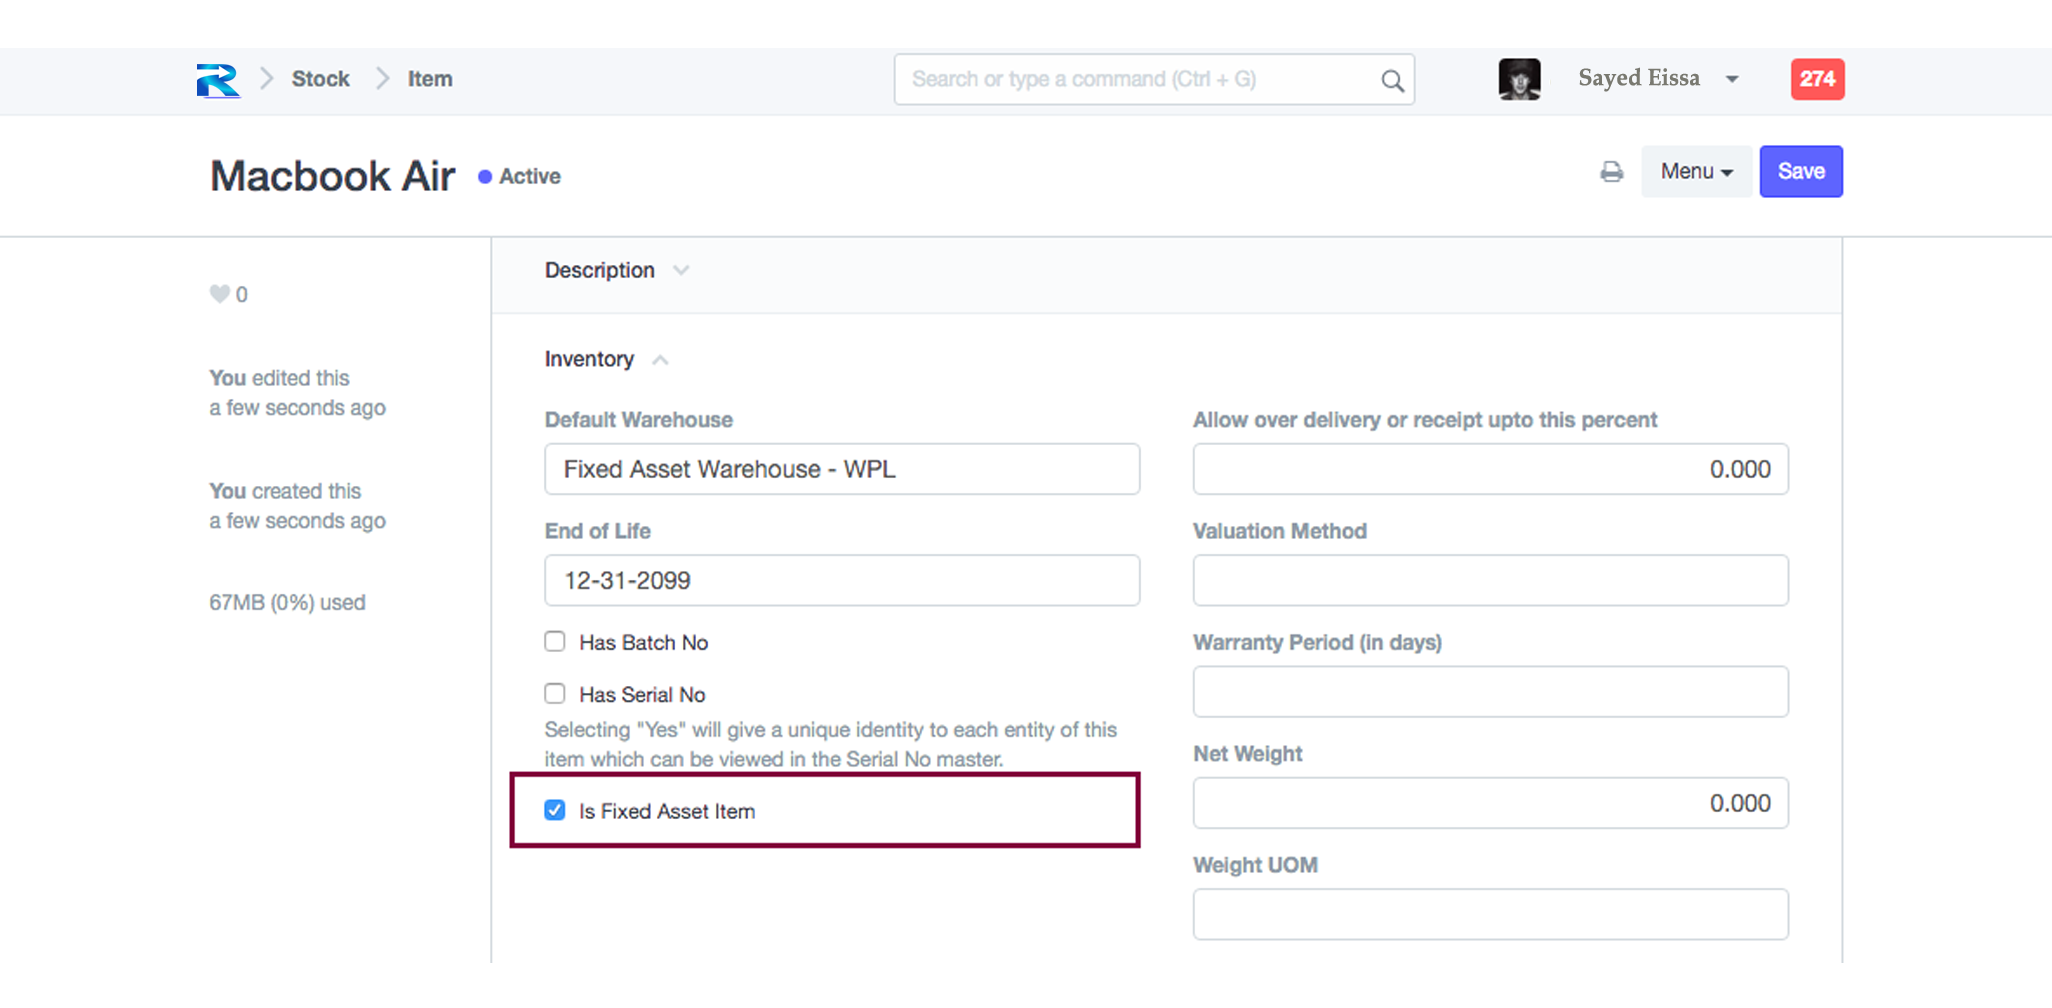 R Stock Item
Search or type a command (Ctrl + G)
Sayed Eissa
274
Macbook Air Active
Menu
Save
0
You edited this
a few seconds ago
You created this
a few seconds ago
67MB (0%) used
Description
Inventory
Default Warehouse
Fixed Asset Warehouse - WPL
End of Life
12-31-2099
Has Batch No
Has Serial No
Selecting "Yes" will give a unique identity to each entity of this
item which can be viewed in the Serial No master.
Is Fixed Asset Item
Allow over delivery or receipt upto this percent
0.000
Valuation Method
Warranty Period (in days)
Net Weight
0.000
Weight UOM